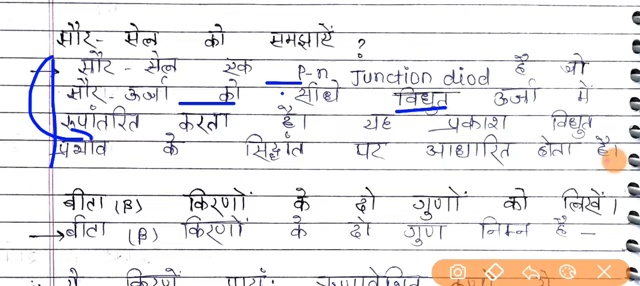 सौर - सेल को समझायें ?
→ सौर - सेल एक p-n Junction diod है जो
सौर - ऊर्जा को सीधे विद्युत ऊर्जा में
रूपांतरित करता है। यह प्रकाश विद्युत
प्रभाव के सिद्धांत पर आधारित होता है।
बीटा (β) किरणों के दो गुणों को लिखें।
→ बीटा (β) किरणों के दो गुण निम्न है -